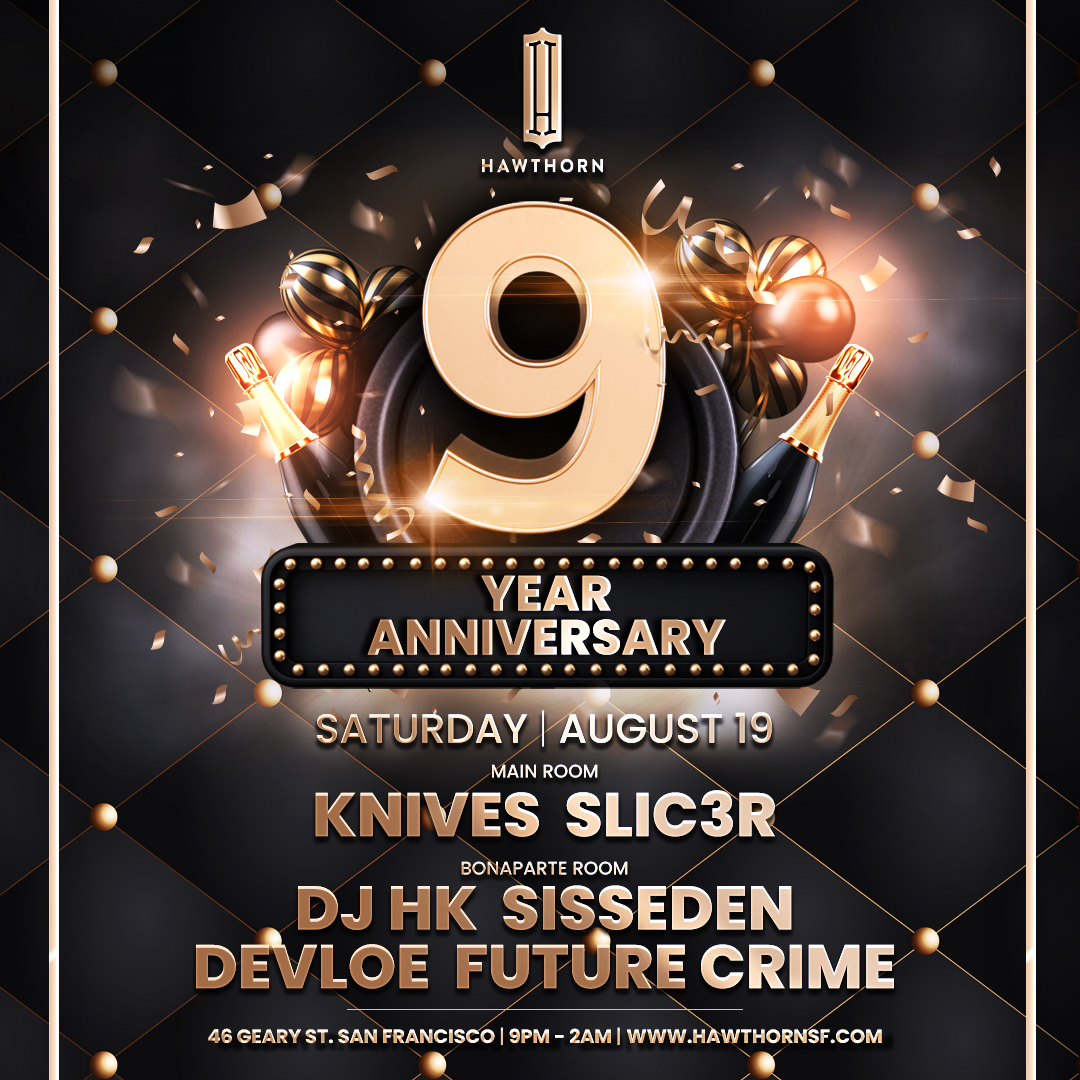 HAWTHORN
9
YEAR
ANNIVERSARY
SATURDAY | AUGUST 19
MAIN ROOM
KNIVES SLIC3R
BONAPARTE ROOM
DJ HK SISSEDEN
DEVLOE FUTURE CRIME
46 GEARY ST. SAN FRANCISCO | 9PM - 2AM | WWW.HAWTHORNSF.COM